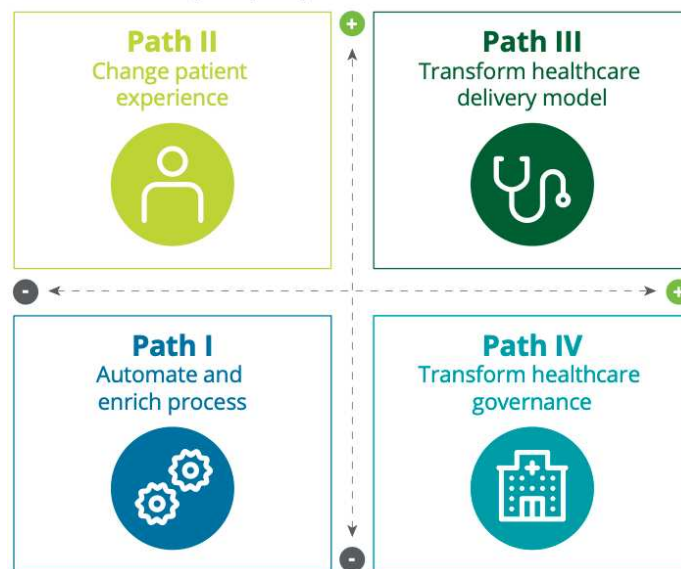 Path II
Change patient
experience
+
Path III
Transform healthcare
delivery model
-
+
Path I
Automate and
enrich process
Path IV
Transform healthcare
governance
-